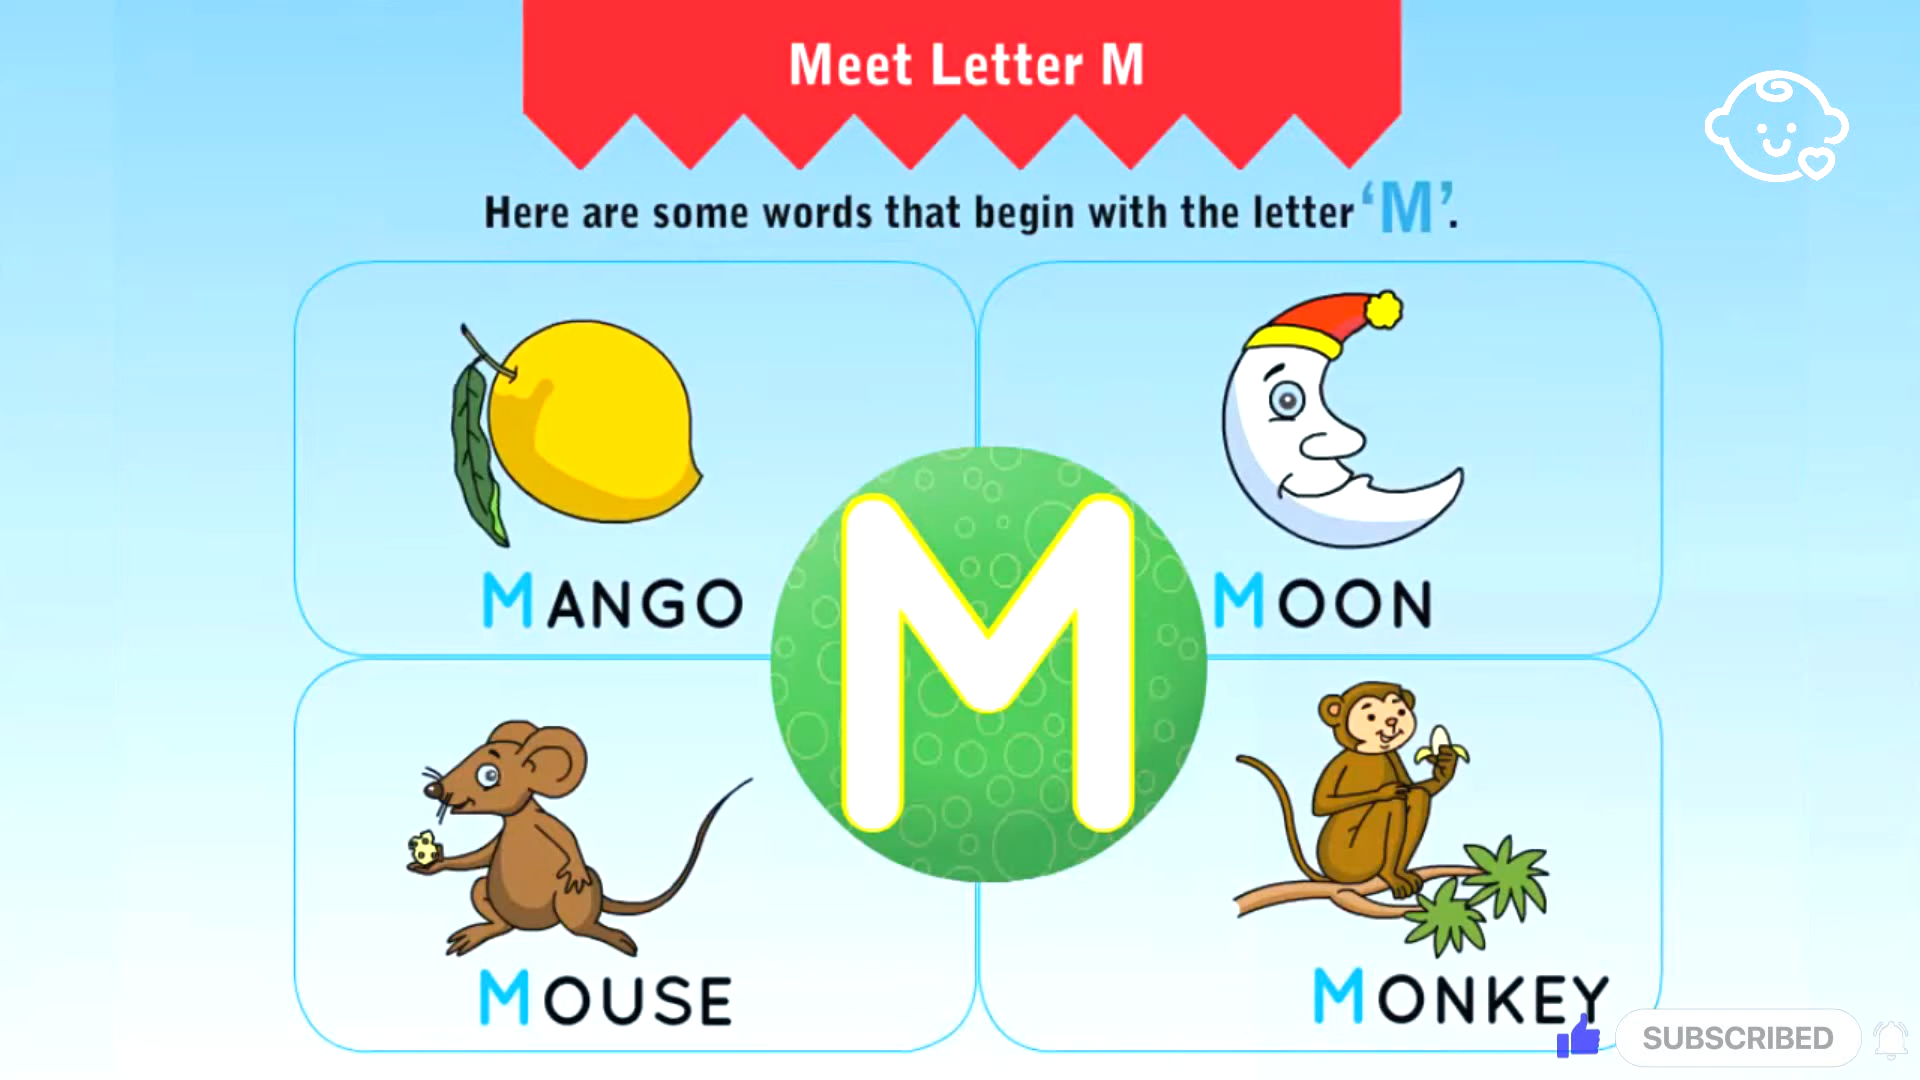 Meet Letter M
Here are some words that begin with the letter ‘M’.
MANGO
MOON
M
MOUSE
MONKEY
SUBSCRIBED